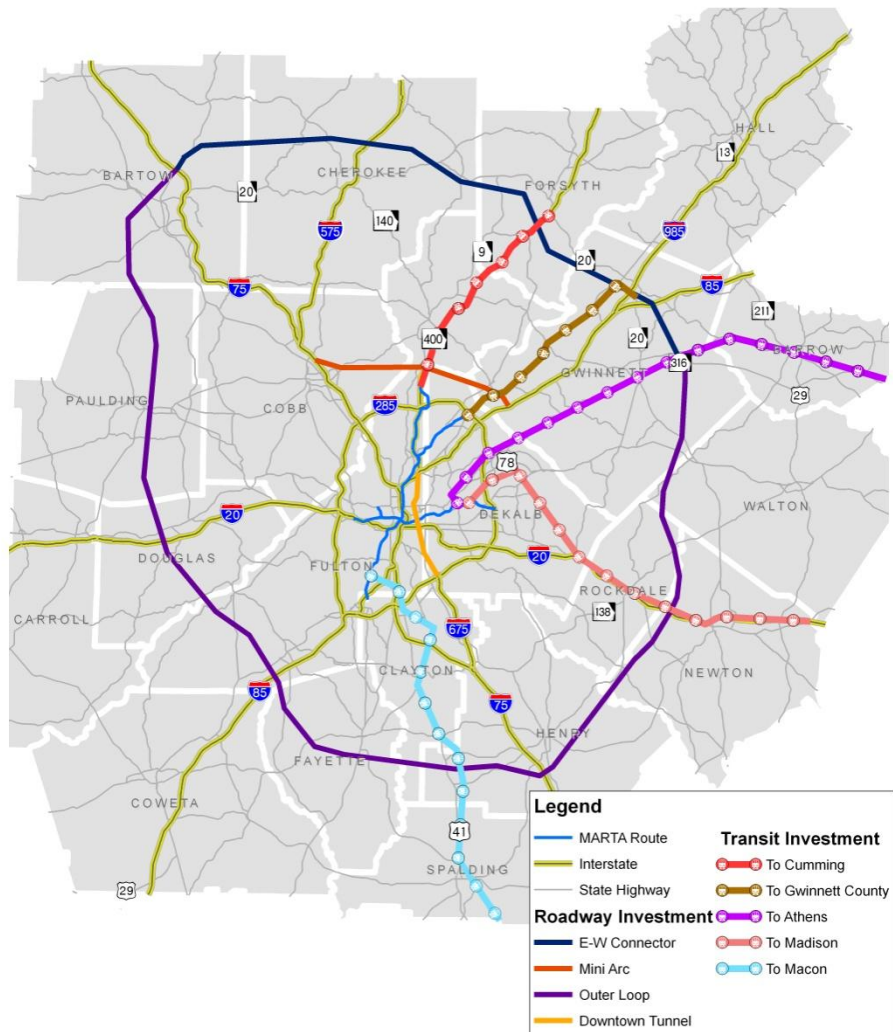 HALL
13
BARTOW
CHEROKEE
FORSYTH
20
140
575
9
985
20
75
85
211
400
20
BARROW
316
GWINNETT
29
PAULDING
COBB
285
78
WALTON
20
DEKALB
DOUGLAS
FULTON
20
ROCKDALE
138
CARROLL
675
CLAYTON
NEWTON
85
75
HENRY
FAYETTE
COWETA
41
SPALDING
29
Legend
MARTA Route
Interstate
State Highway
Roadway Investment
E-W Connector
Mini Arc
Outer Loop
Downtown Tunnel
Transit Investment
To Cumming
To Gwinnett County
To Athens
To Madison
To Macon